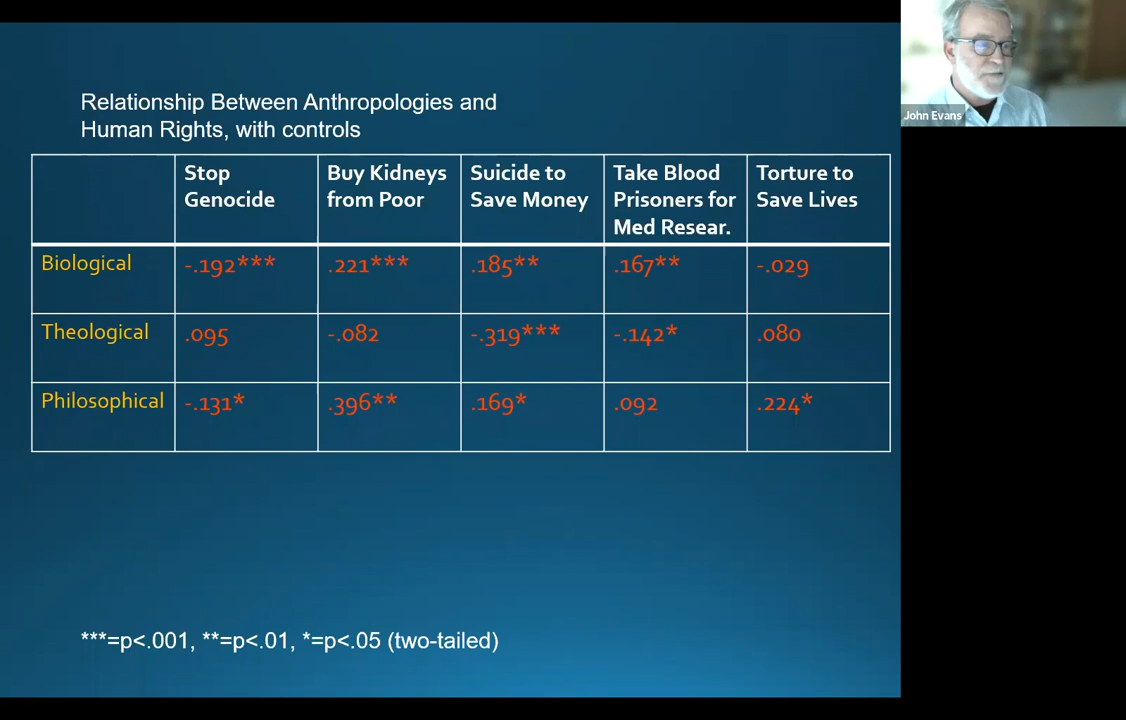 Relationship Between Anthropologies and
Human Rights, with controls
John Evans
Stop
Genocide
Buy Kidneys
from Poor
Suicide to
Save Money
Take Blood
Prisoners for
Med Resear.
Torture to
Save Lives
Biological
-.192***
.221***
.185**
.167**
-.029
Theological
.095
-.082
-.319***
-.142*
.080
Philosophical
-.131*
.396**
.169*
.092
.224*
***=p<.001, **=p<.01, *=p<.05 (two-tailed)